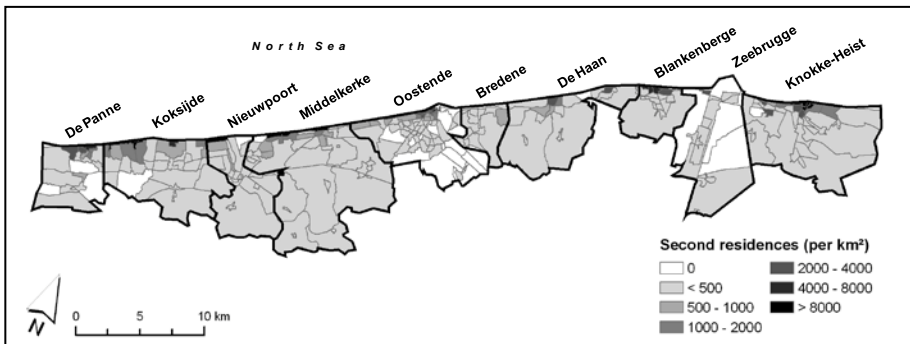 North Sea
De Panne
Koksijde
Nieuwpoort
Middelkerke
Oostende
Bredene
De Haan
Blankenberge
Zeebrugge
Knokke-Heist
Second residences (per km²)
0
< 500
500 - 1000
1000 - 2000
2000 - 4000
4000 - 8000
> 8000
N
0 5 10 km